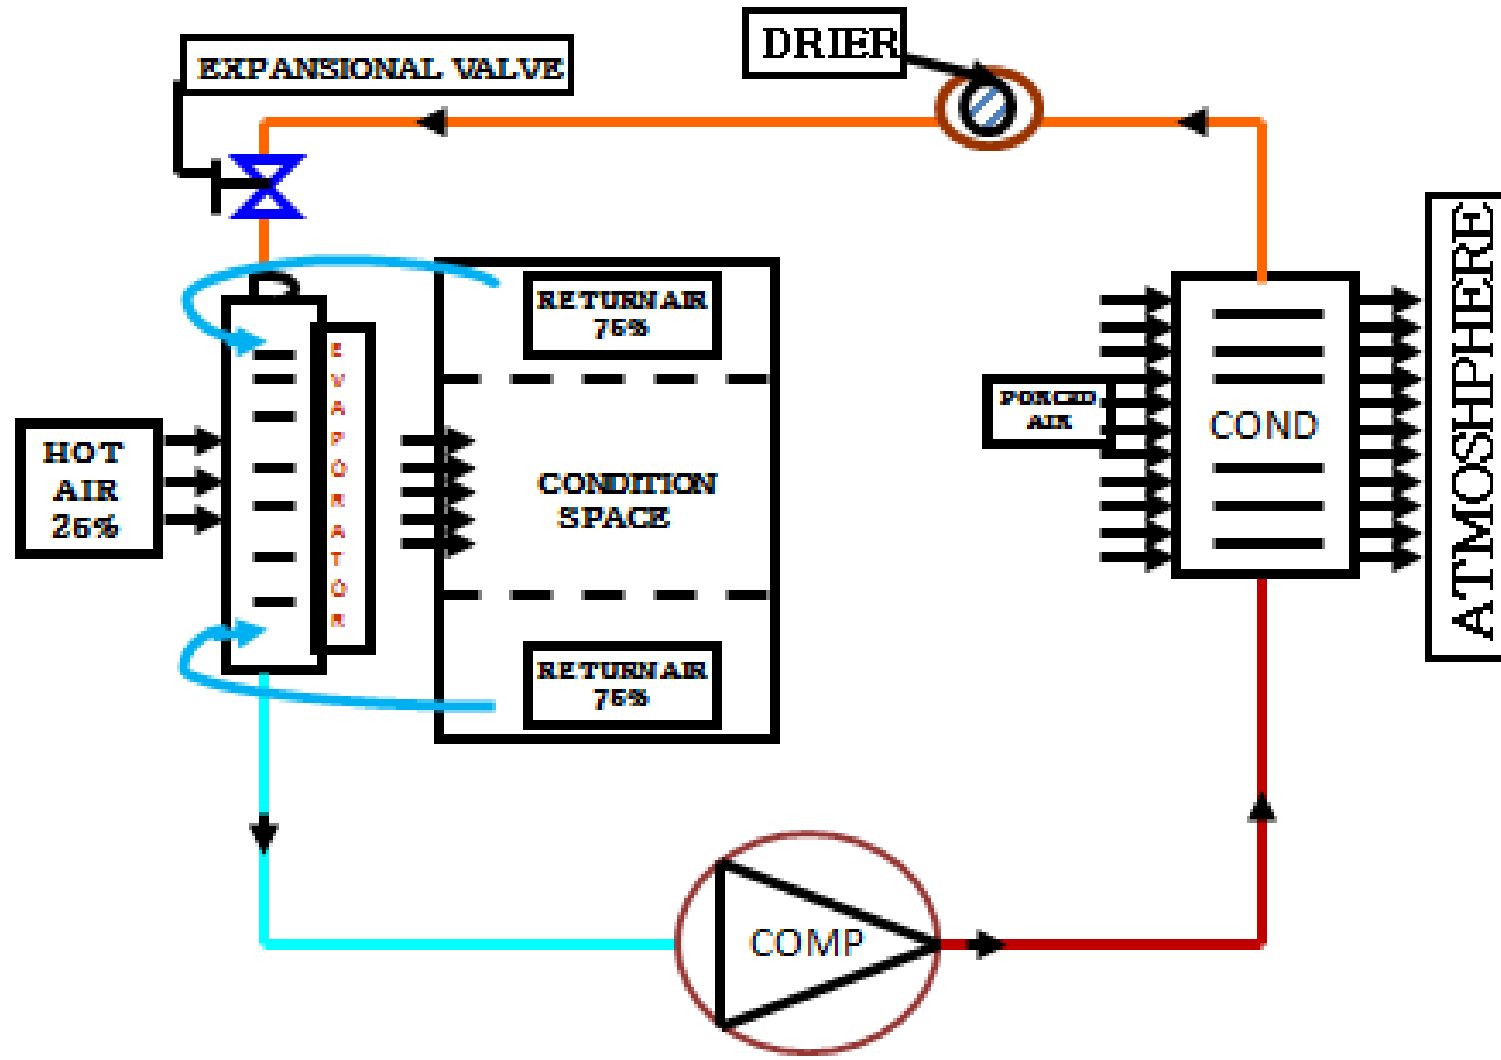 DRIER
EXPANSIONAL VALVE
RETURN AIR
75%
HOT
AIR
25%
EVAPORATOR
CONDITION
SPACE
FORCED
AIR
COND
ATMOSHPHERE
RETURN AIR
75%
COMP